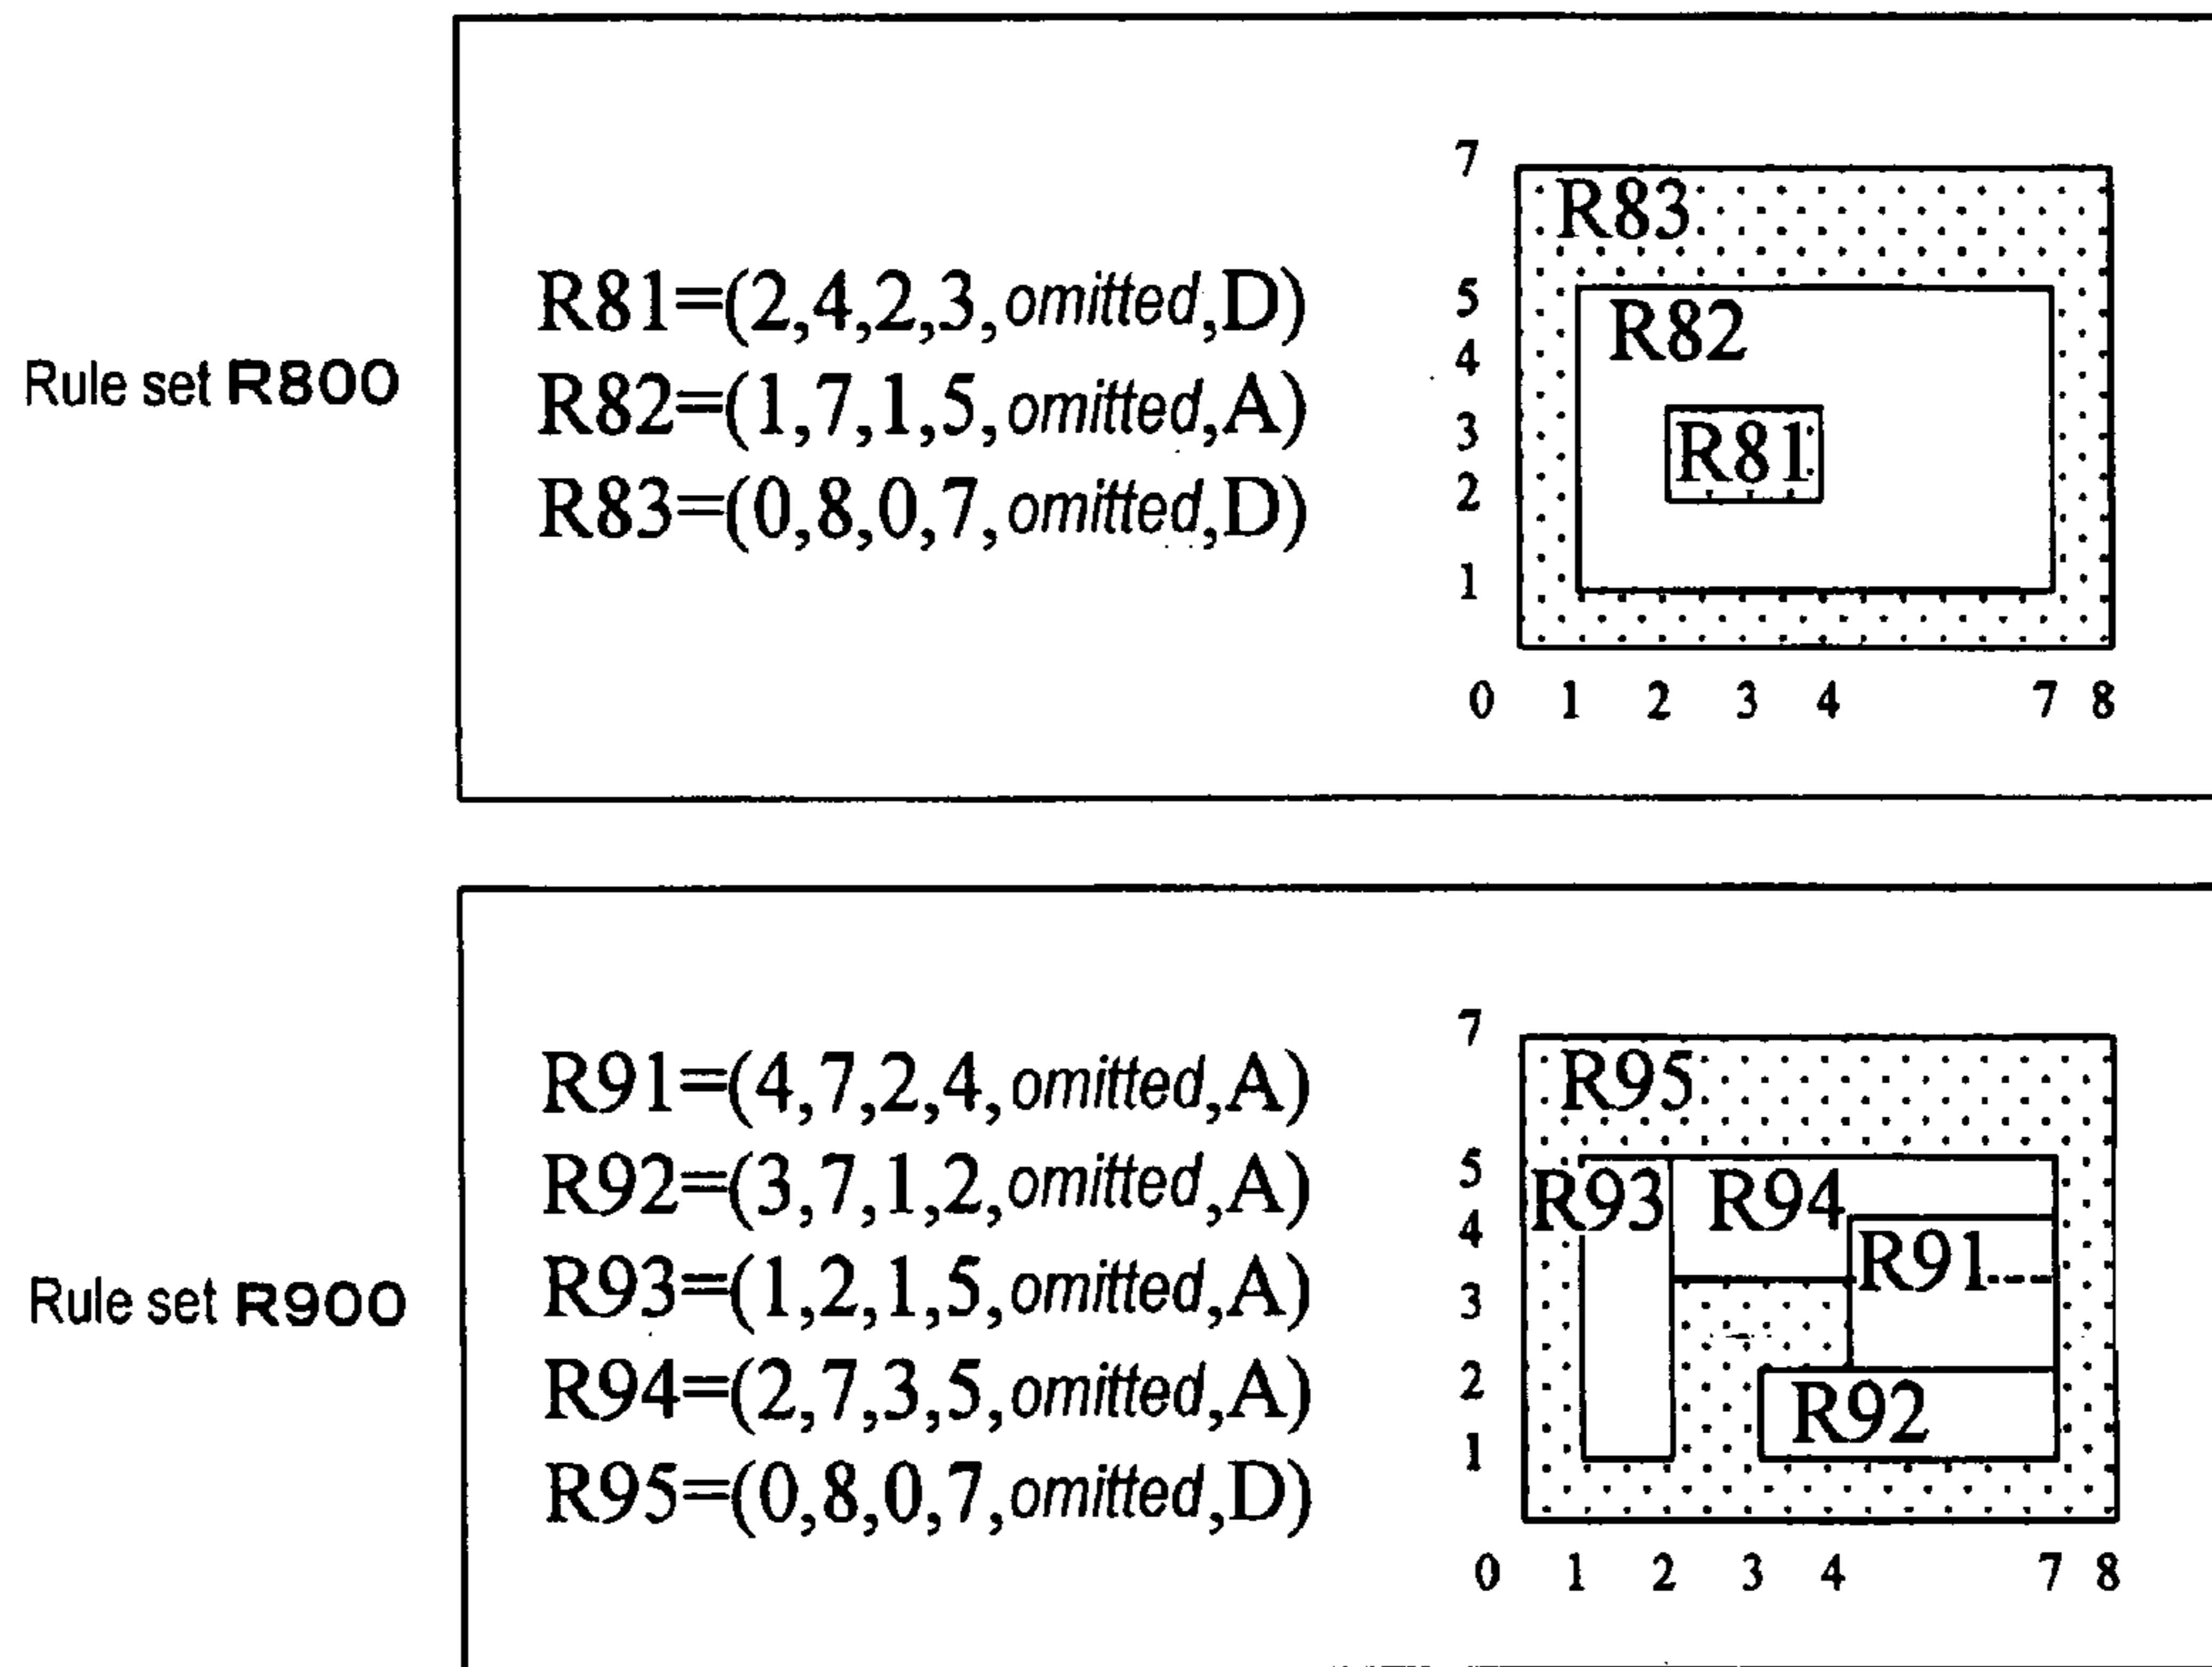 Rule set R800
R81=(2,4,2,3,omitted,D)
R82=(1,7,1,5,omitted,A)
R83=(0,8,0,7,omitted,D)
7
5
4
3
2
1
R83
R82
R81
0 1 2 3 4 7 8
Rule set R900
R91=(4,7,2,4,omitted,A)
R92=(3,7,1,2,omitted,A)
R93=(1,2,1,5,omitted,A)
R94=(2,7,3,5,omitted,A)
R95=(0,8,0,7,omitted,D)
7
5
4
3
2
1
R95
R93 R94
R91
R92
0 1 2 3 4 7 8